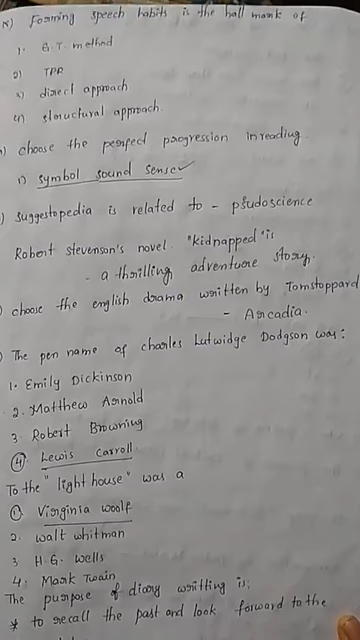 x) Forming speech habits is the hall mark of
1. G.T. method
2) TPR
3) direct approach
4) structural approach.
) choose the perfect progression in reading.
1) symbol sound sense ✓
) suggestopedia is related to - psudoscience
Robert stevenson's novel. "kidnapped" is
- a thrilling adventure story.
) choose the english drama written by Tomstoppard
- Arcadia.
) The pen name of charles Lutwidge Dodgson was:
1. Emily Dickinson
2. Matthew Arnold
3. Robert Browning
4. Lewis Carroll.
To the "light house" was a
1. Virginia woolf
2. walt whitman
3 H.G. wells
4. Mark Twain
The purpose of diary writting is:
* to recall the past and look forward to the